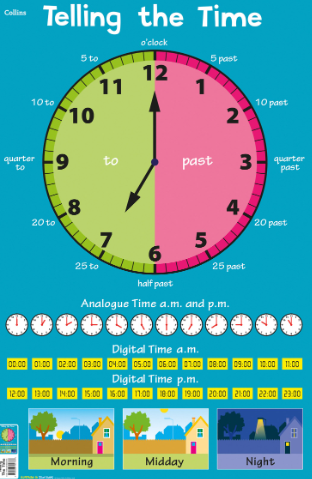 Collins
Telling the Time
o'clock
5 to
5 past
10 to
10 past
quarter to
quarter past
20 to
20 past
25 to
25 past
half past
12
1
2
3
4
5
6
7
8
9
10
11
to
past
Analogue Time a.m. and p.m.
Digital Time a.m.
00:00 01:00 02:00 03:00 04:00 05:00 06:00 07:00 08:00 09:00 10:00 11:00
Digital Time p.m.
12:00 13:00 14:00 15:00 16:00 17:00 18:00 19:00 20:00 21:00 22:00 23:00
Morning
Midday
Night